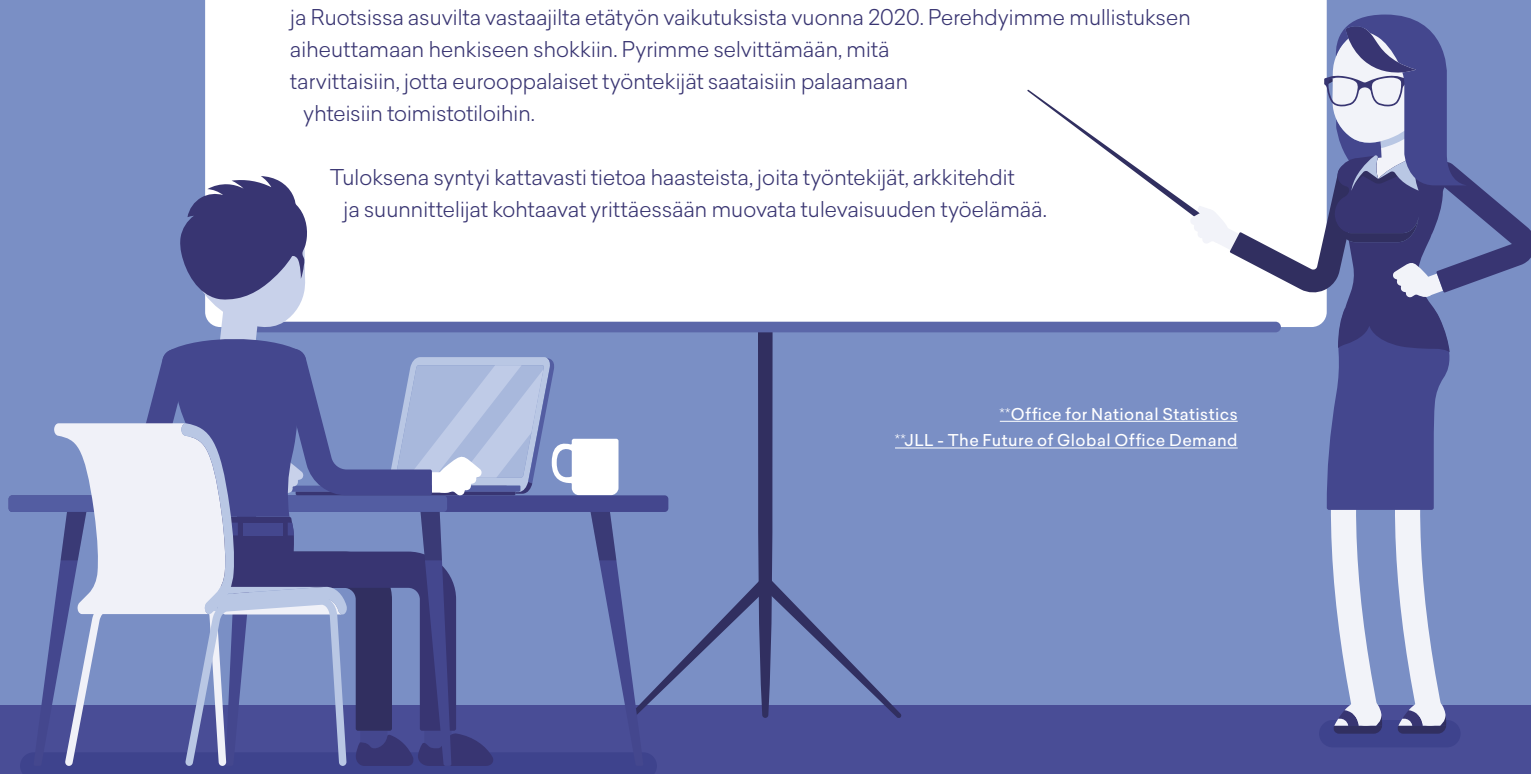 ja Ruotsissa asuvilta vastaajilta etätyön vaikutuksista vuonna 2020. Perehdyimme mullistuksen
aiheuttamaan henkiseen shokkiin. Pyrimme selvittämään, mitä
tarvittaisiin, jotta eurooppalaiset työntekijät saataisiin palaamaan
yhteisiin toimistotiloihin.
Tuloksena syntyi kattavasti tietoa haasteista, joita työntekijät, arkkitehdit
ja suunnittelijat kohtaavat yrittäessään muovata tulevaisuuden työelämää.
**Office for National Statistics
**JLL - The Future of Global Office Demand